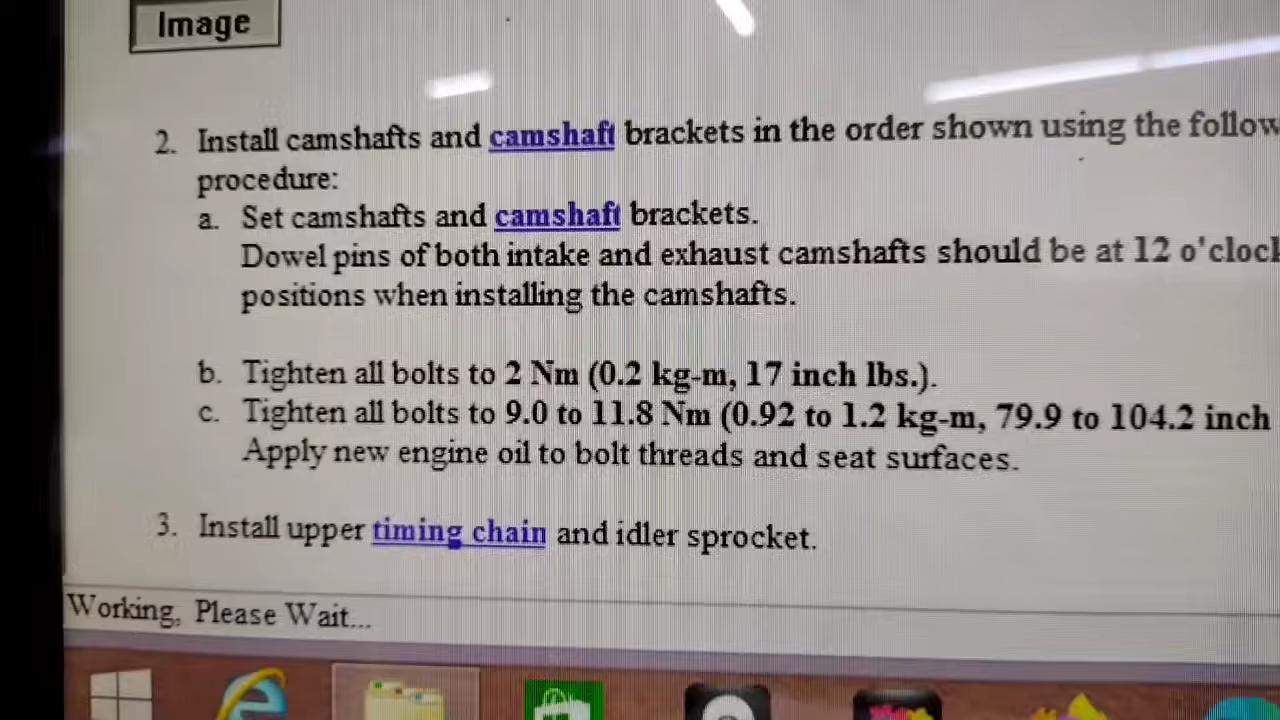 Image
2. Install camshafts and camshaft brackets in the order shown using the follow
procedure:
a. Set camshafts and camshaft brackets.
Dowel pins of both intake and exhaust camshafts should be at 12 o'clock
positions when installing the camshafts.
b. Tighten all bolts to 2 Nm (0.2 kg-m, 17 inch lbs.).
c. Tighten all bolts to 9.0 to 11.8 Nm (0.92 to 1.2 kg-m, 79.9 to 104.2 inch
Apply new engine oil to bolt threads and seat surfaces.
3. Install upper timing chain and idler sprocket.
Working, Please Wait...